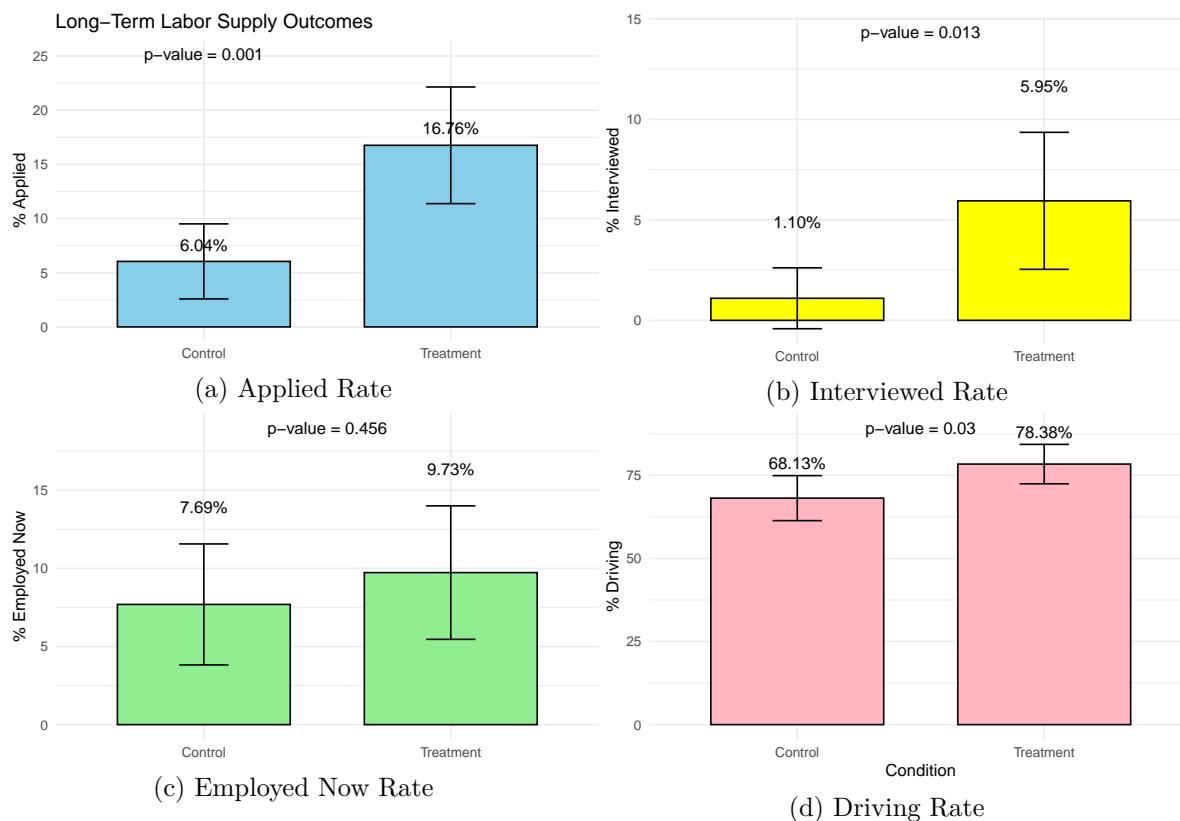 Long−Term Labor Supply Outcomes
p−value = 0.001
25
20
15
10
5
0
% Applied
6.04%
16.76%
Control
Treatment
(a) Applied Rate
p−value = 0.013
15
10
5
0
% Interviewed
1.10%
5.95%
Control
Treatment
(b) Interviewed Rate
p−value = 0.456
15
10
5
0
% Employed Now
7.69%
9.73%
Control
Treatment
(c) Employed Now Rate
p−value = 0.03
75
50
25
0
% Driving
68.13%
78.38%
Control
Treatment
Condition
(d) Driving Rate